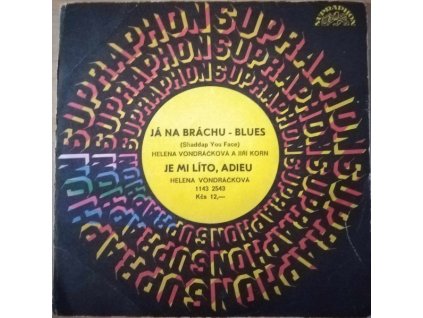 SUPRAPHON
SUPRAPHON SUPRAPHON SUPRAPHON
JÁ NA BRÁCHU - BLUES
(Shaddap You Face)
HELENA VONDRÁČKOVÁ A JIŘÍ KORN
JE MI LÍTO, ADIEU
HELENA VONDRÁČKOVÁ
1143 2543
Kčs 12,—